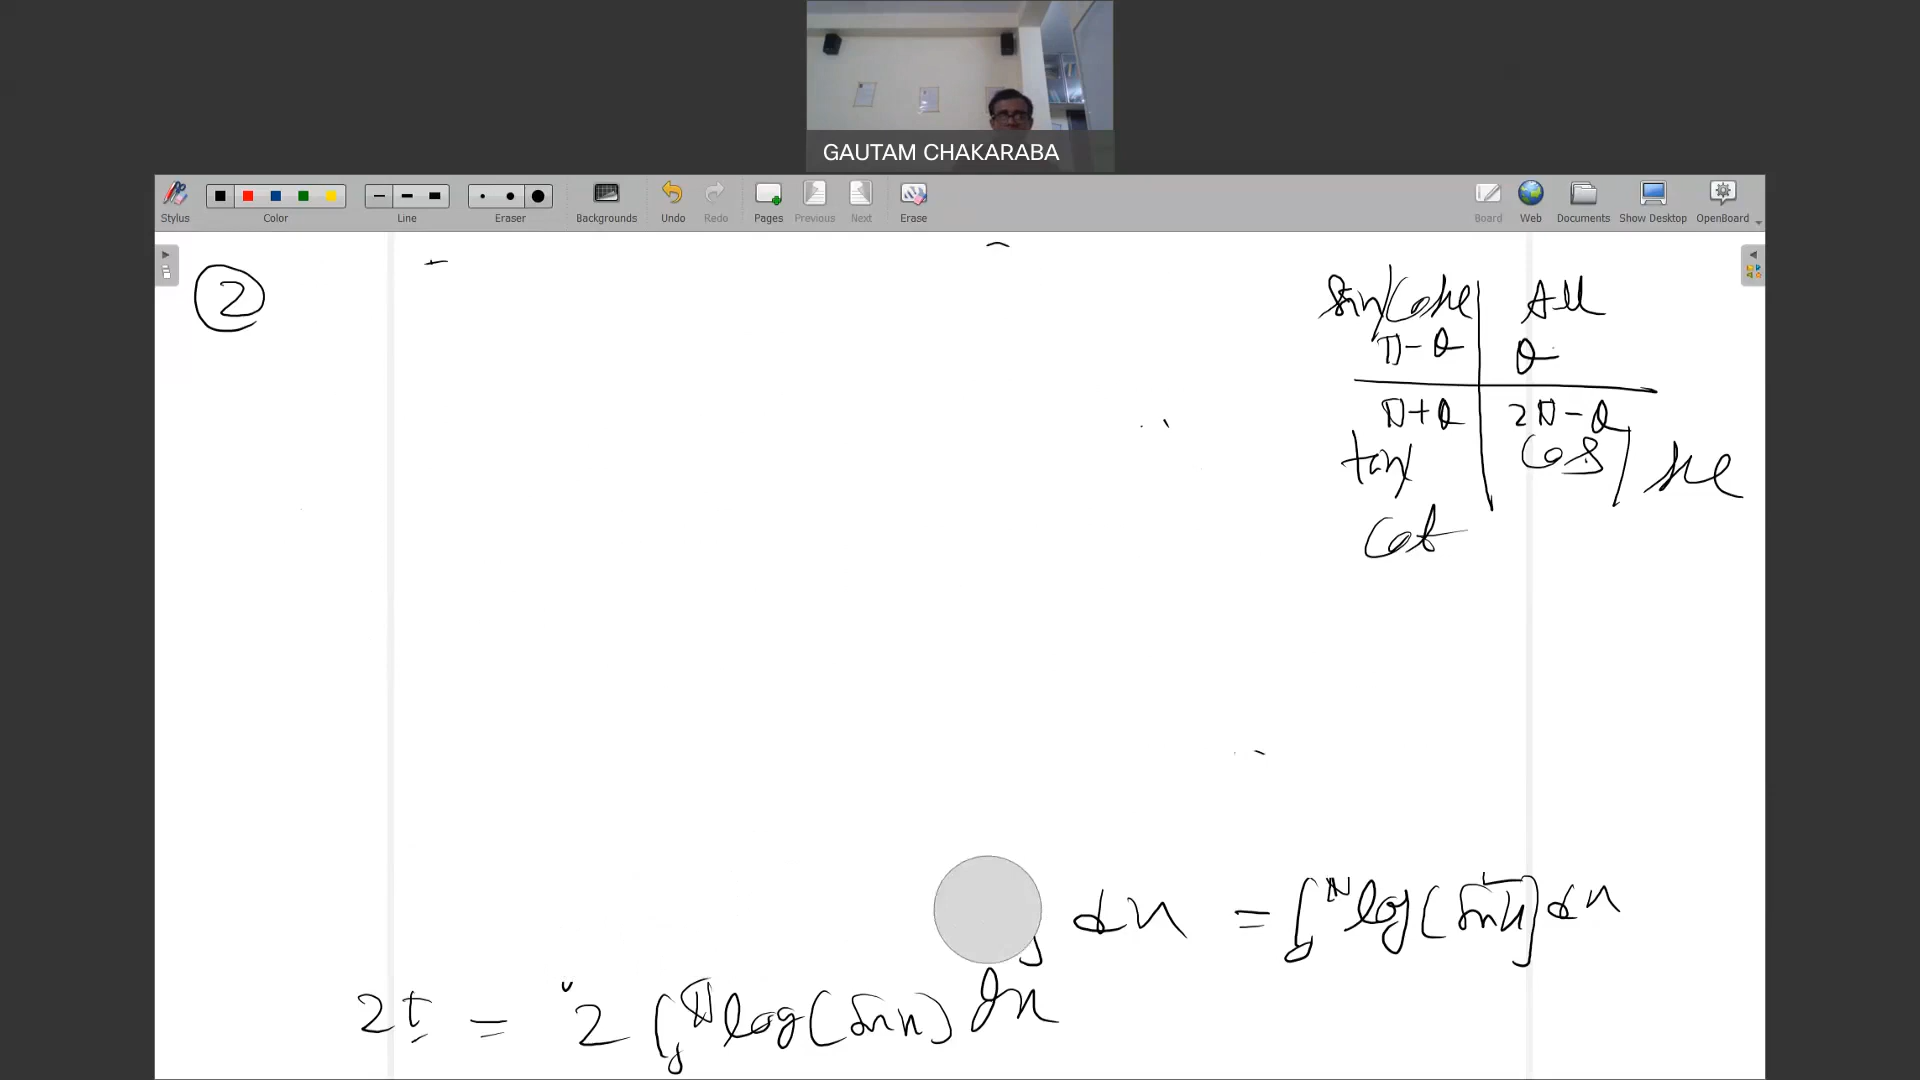 GAUTAM CHAKARABA
Stylus Color Line Eraser Backgrounds Undo Redo Pages Previous Next Erase Board Web Documents Show Desktop OpenBoard
2
sin/Cosec All
π-θ θ
π+θ 2π-θ
tan/ Cos/ sec
Cot
dx = ∫₀^π log(sin x) dx
2I = 2 ∫₀^π log(sin x) dx